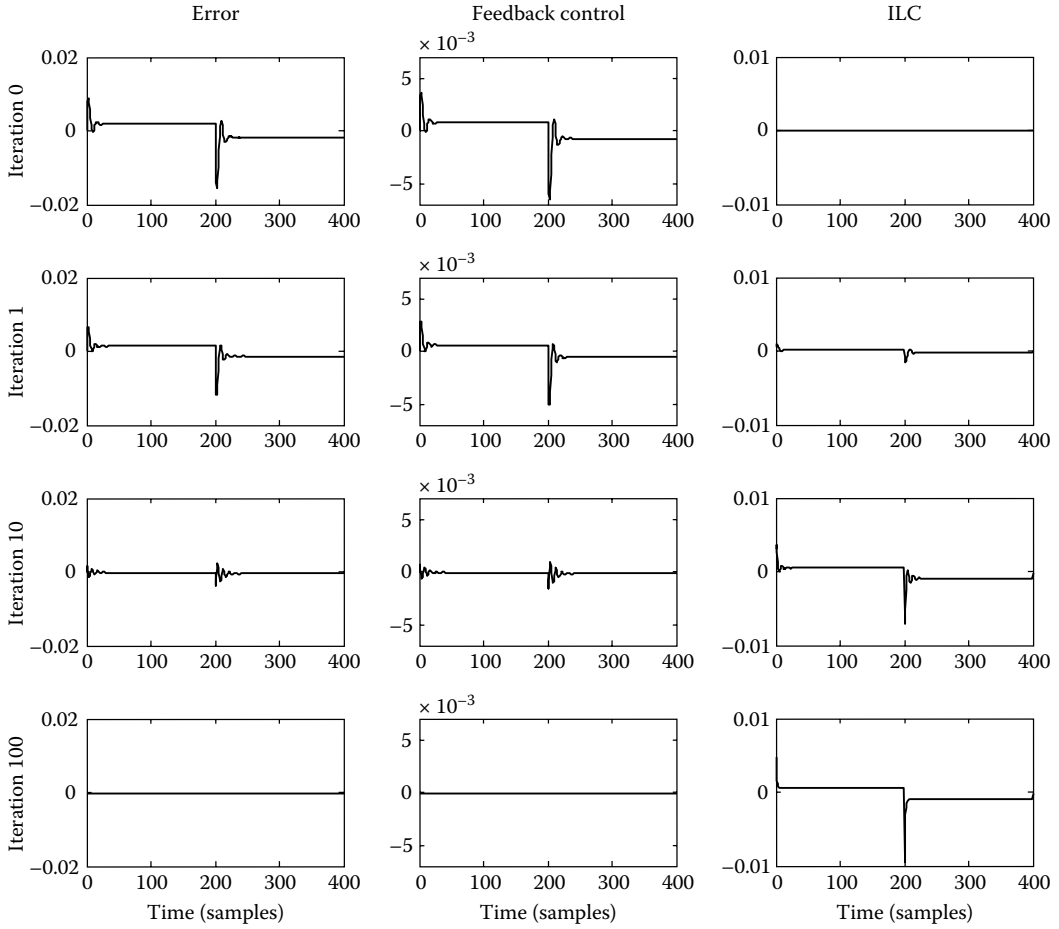 Error
Feedback control
ILC
Iteration 0
0.02
0
−0.02
0 100 200 300 400
× 10−3
5
0
−5
0 100 200 300 400
0.01
0
−0.01
0 100 200 300 400
Iteration 1
0.02
0
−0.02
0 100 200 300 400
× 10−3
5
0
−5
0 100 200 300 400
0.01
0
−0.01
0 100 200 300 400
Iteration 10
0.02
0
−0.02
0 100 200 300 400
× 10−3
5
0
−5
0 100 200 300 400
0.01
0
−0.01
0 100 200 300 400
Iteration 100
0.02
0
−0.02
0 100 200 300 400
Time (samples)
× 10−3
5
0
−5
0 100 200 300 400
Time (samples)
0.01
0
−0.01
0 100 200 300 400
Time (samples)